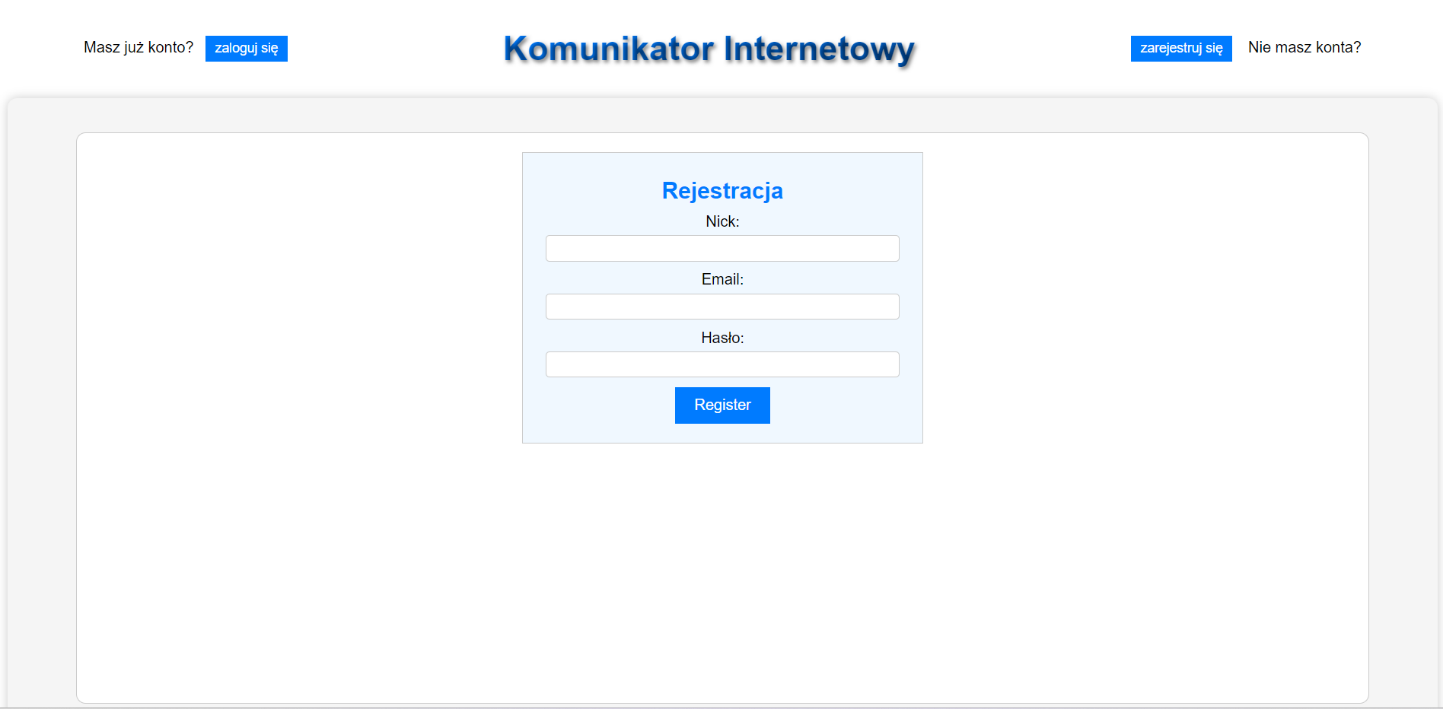 Masz już konto? zaloguj się Komunikator Internetowy zarejestruj się Nie masz konta?
Rejestracja
Nick:
Email:
Hasło:
Register